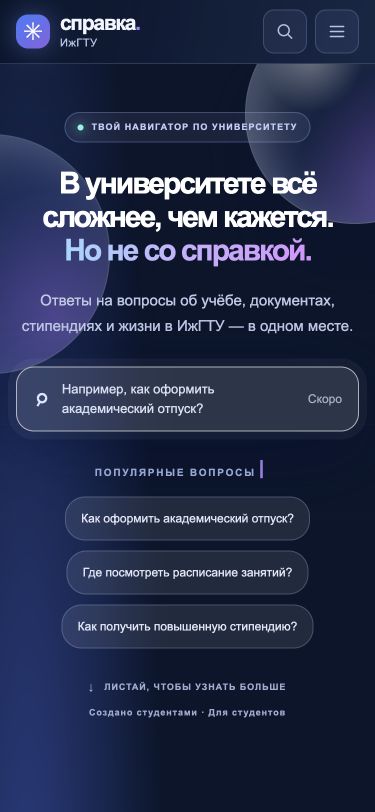 справка.
ИжГТУ
ТВОЙ НАВИГАТОР ПО УНИВЕРСИТЕТУ
В университете всё
сложнее, чем кажется.
Но не со справкой.
Ответы на вопросы об учёбе, документах,
стипендиях и жизни в ИжГТУ — в одном месте.
Например, как оформить
академический отпуск?
Скоро
ПОПУЛЯРНЫЕ ВОПРОСЫ
Как оформить академический отпуск?
Где посмотреть расписание занятий?
Как получить повышенную стипендию?
↓ ЛИСТАЙ, ЧТОБЫ УЗНАТЬ БОЛЬШЕ
Создано студентами · Для студентов